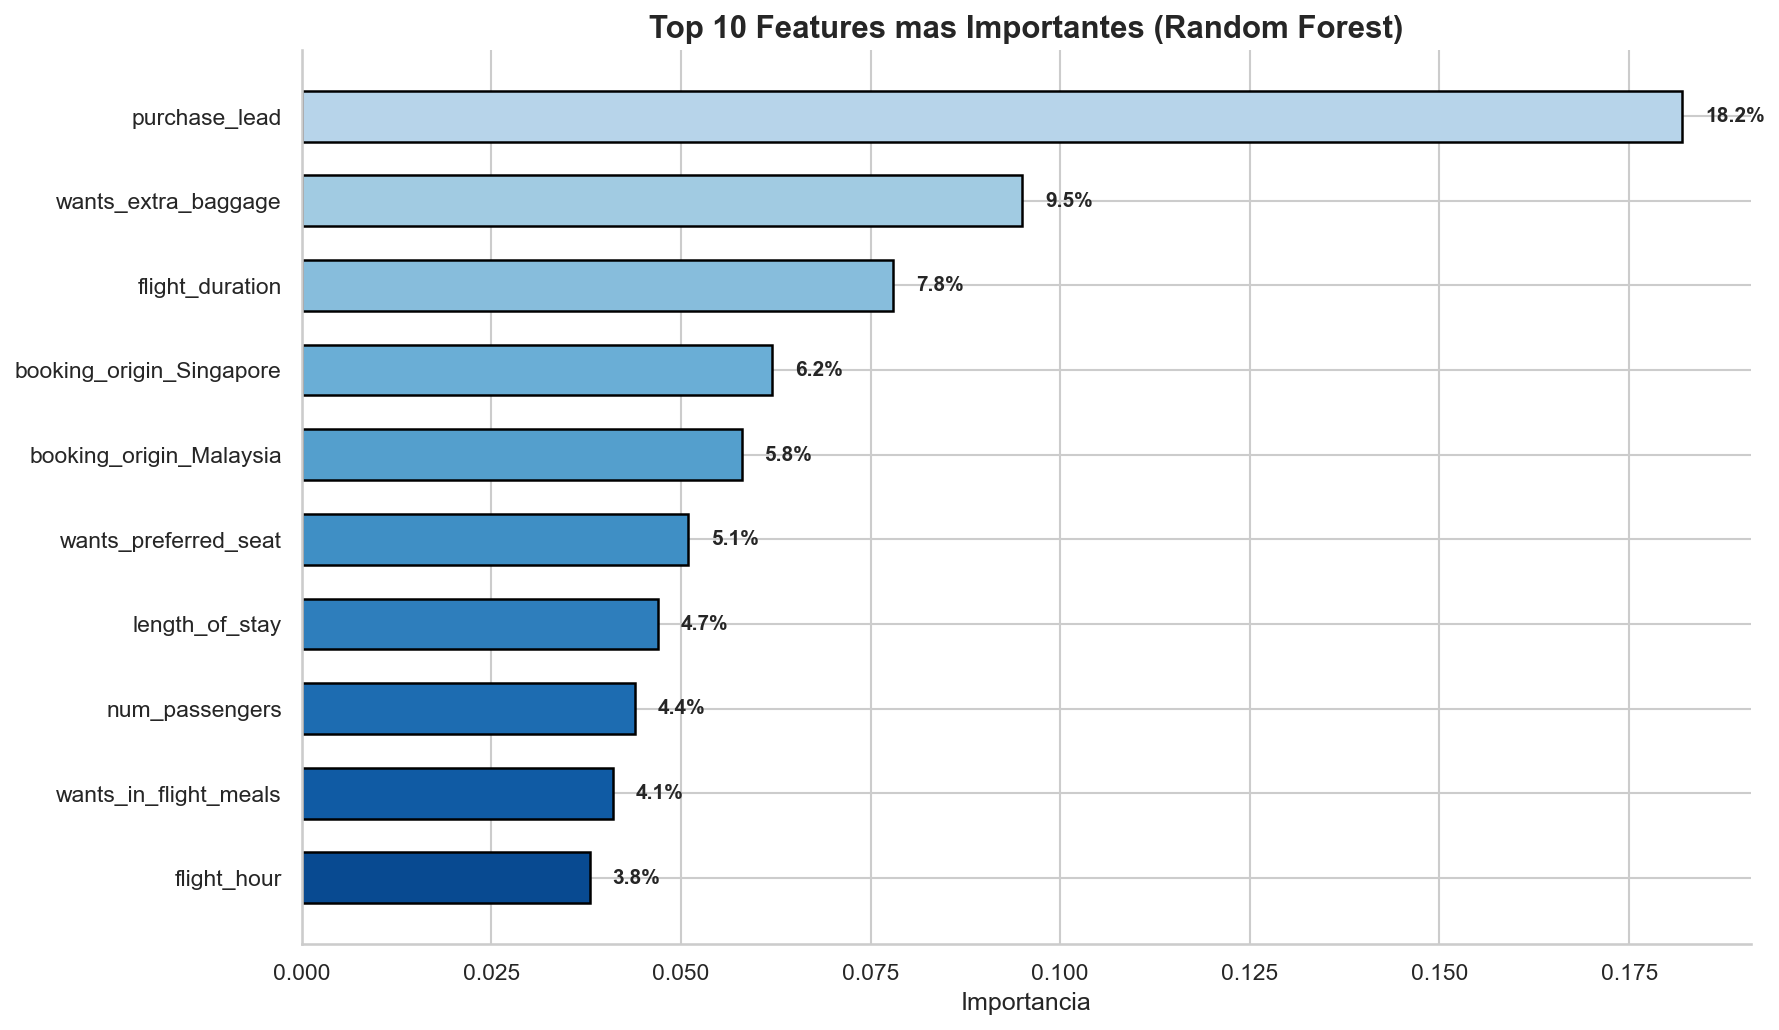 Top 10 Features mas Importantes (Random Forest)
purchase_lead 18.2%
wants_extra_baggage 9.5%
flight_duration 7.8%
booking_origin_Singapore 6.2%
booking_origin_Malaysia 5.8%
wants_preferred_seat 5.1%
length_of_stay 4.7%
num_passengers 4.4%
wants_in_flight_meals 4.1%
flight_hour 3.8%
0.000 0.025 0.050 0.075 0.100 0.125 0.150 0.175
Importancia